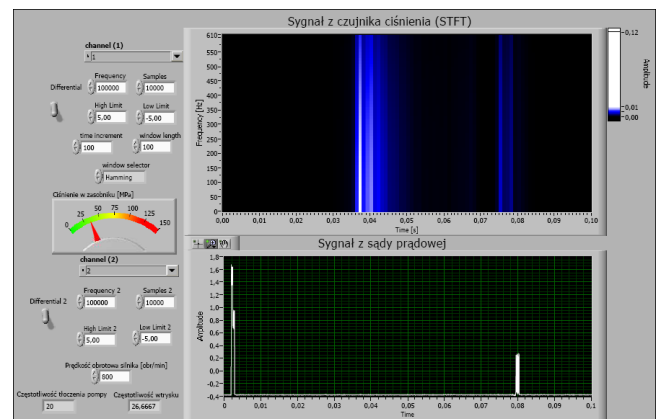 Sygnał z czujnika ciśnienia (STFT)
channel (1)
1
Differential
Frequency
Samples
100000
10000
High Limit
Low Limit
5,00
-5,00
time increment
window length
100
100
window selector
Hamming
Ciśnienie w zasobniku [MPa]
0 25 50 75 100 125 150
channel (2)
2
Differential 2
Frequency 2
Samples 2
100000
10000
High Limit 2
Low Limit 2
5,00
-5,00
Prędkość obrotowa silnika [obr/min]
800
Częstotliwość tłoczenia pompy
Częstotliwość wtrysku
20
26,6667
Frequency [Hz]
610
550
500
450
400
350
300
250
200
150
100
50
0
0,00 0,01 0,02 0,03 0,04 0,05 0,06 0,07 0,08 0,09 0,10
Time [s]
0,12
0,01
0,00
Amplitude
Sygnał z sądy prądowej
Amplitude
1,8
1,6
1,4
1,2
1,0
0,8
0,6
0,4
0,2
0,0
-0,2
-0,4
0 0,01 0,02 0,03 0,04 0,05 0,06 0,07 0,08 0,09 0,1
Time